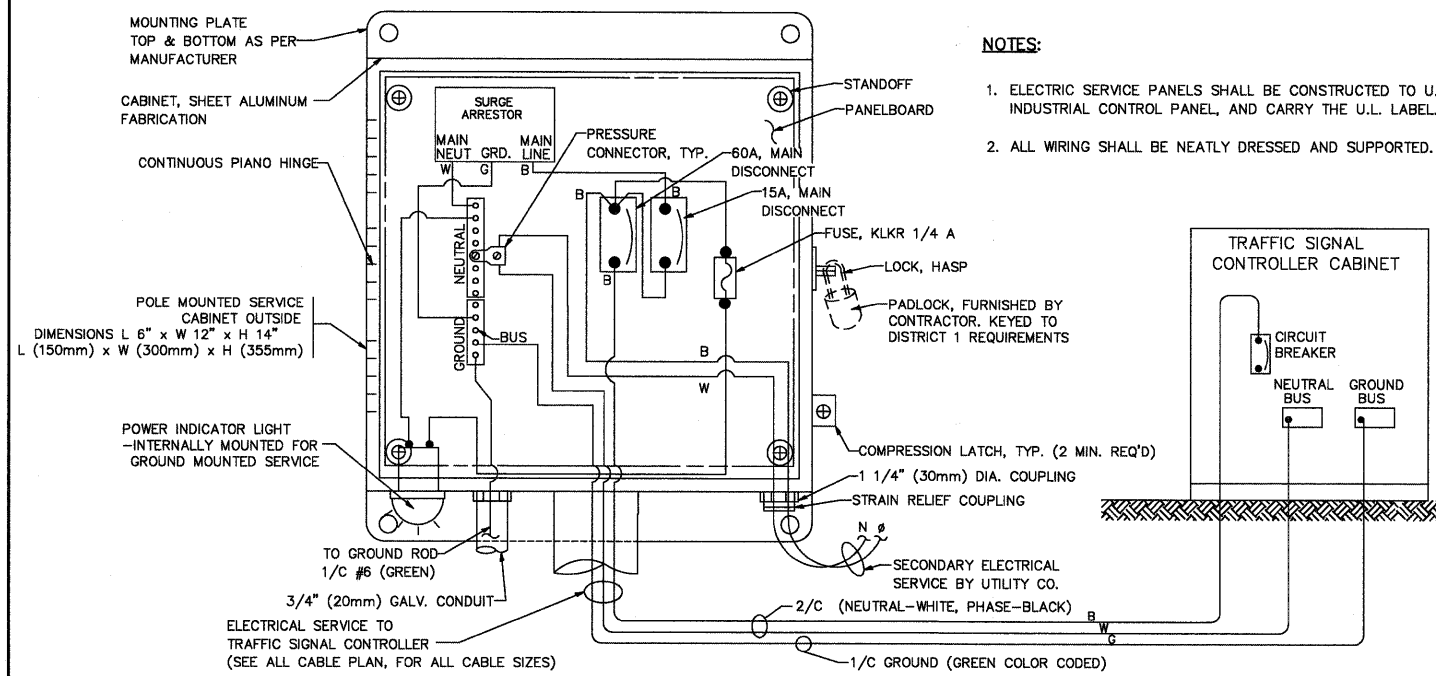 MOUNTING PLATE
TOP & BOTTOM AS PER
MANUFACTURER
CABINET, SHEET ALUMINUM
FABRICATION
CONTINUOUS PIANO HINGE
POLE MOUNTED SERVICE
CABINET OUTSIDE
DIMENSIONS L 6" x W 12" x H 14"
L (150mm) x W (300mm) x H (355mm)
POWER INDICATOR LIGHT
-INTERNALLY MOUNTED FOR
GROUND MOUNTED SERVICE
SURGE
ARRESTOR
MAIN
NEUT
GRD.
MAIN
LINE
W
G
B
NEUTRAL
GROUND
BUS
PRESSURE
CONNECTOR, TYP.
STANDOFF
PANELBOARD
60A, MAIN
DISCONNECT
15A, MAIN
DISCONNECT
B
B
B
FUSE, KLKR 1/4 A
LOCK, HASP
PADLOCK, FURNISHED BY
CONTRACTOR. KEYED TO
DISTRICT 1 REQUIREMENTS
B
W
COMPRESSION LATCH, TYP. (2 MIN. REQ'D)
1 1/4" (30mm) DIA. COUPLING
STRAIN RELIEF COUPLING
N ø
SECONDARY ELECTRICAL
SERVICE BY UTILITY CO.
TO GROUND ROD
1/C #6 (GREEN)
3/4" (20mm) GALV. CONDUIT
ELECTRICAL SERVICE TO
TRAFFIC SIGNAL CONTROLLER
(SEE ALL CABLE PLAN, FOR ALL CABLE SIZES)
2/C (NEUTRAL-WHITE, PHASE-BLACK)
B
W
G
1/C GROUND (GREEN COLOR CODED)
NOTES:
1. ELECTRIC SERVICE PANELS SHALL BE CONSTRUCTED TO U.
INDUSTRIAL CONTROL PANEL, AND CARRY THE U.L. LABEL.
2. ALL WIRING SHALL BE NEATLY DRESSED AND SUPPORTED.
TRAFFIC SIGNAL
CONTROLLER CABINET
CIRCUIT
BREAKER
NEUTRAL
BUS
GROUND
BUS